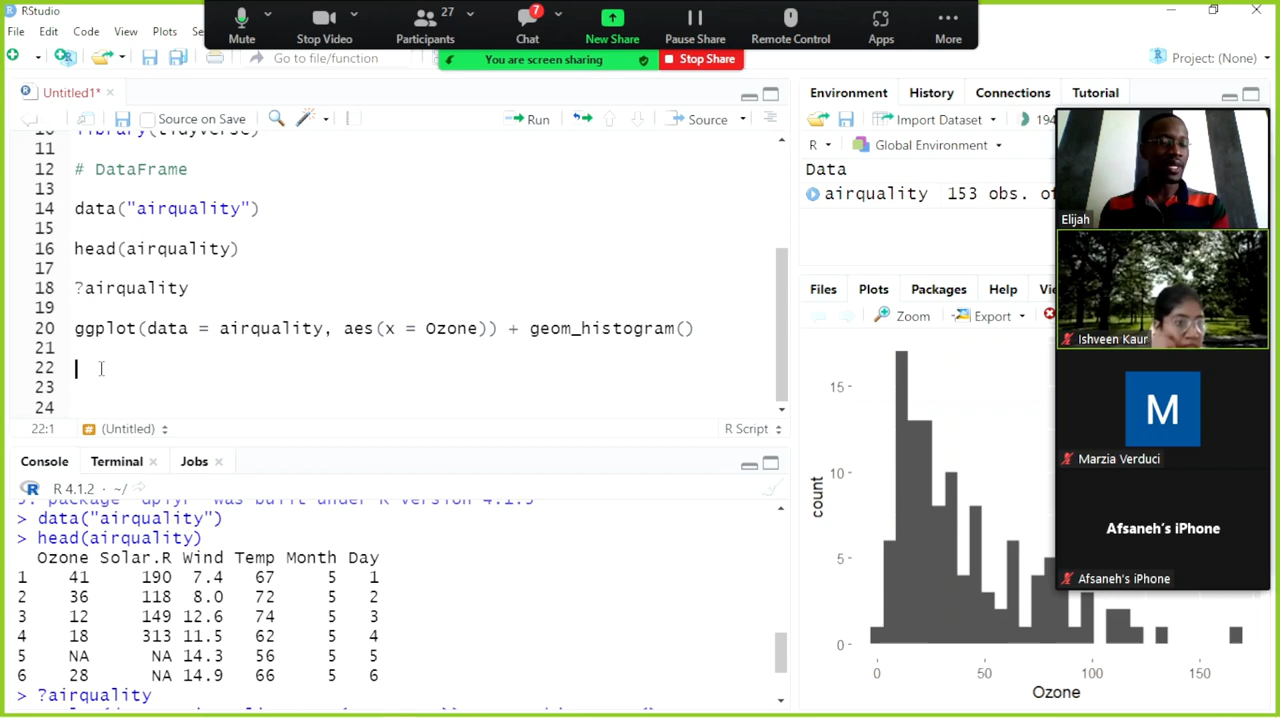 RStudio
File Edit Code View Plots
Mute
Stop Video
27
Participants
7
Chat
New Share
Pause Share
Remote Control
Apps
More
You are screen sharing
Stop Share
Go to file/function
Project: (None)
Untitled1*
Source on Save
Run
Source
11
12 # DataFrame
13
14 data("airquality")
15
16 head(airquality)
17
18 ?airquality
19
20 ggplot(data = airquality, aes(x = Ozone)) + geom_histogram()
21
22
23
24
22:1 # (Untitled) R Script
Console Terminal Jobs
R 4.1.2 · ~/
> data("airquality")
> head(airquality)
Ozone Solar.R Wind Temp Month Day
1 41 190 7.4 67 5 1
2 36 118 8.0 72 5 2
3 12 149 12.6 74 5 3
4 18 313 11.5 62 5 4
5 NA NA 14.3 56 5 5
6 28 NA 14.9 66 5 6
> ?airquality
Environment History Connections Tutorial
Import Dataset 194
R Global Environment
Data
airquality 153 obs. of
Files Plots Packages Help
Zoom Export
15
10
5
0
count
0 50 100 150
Ozone
Elijah
Ishveen Kaur
M
Marzia Verduci
Afsaneh's iPhone
Afsaneh's iPhone